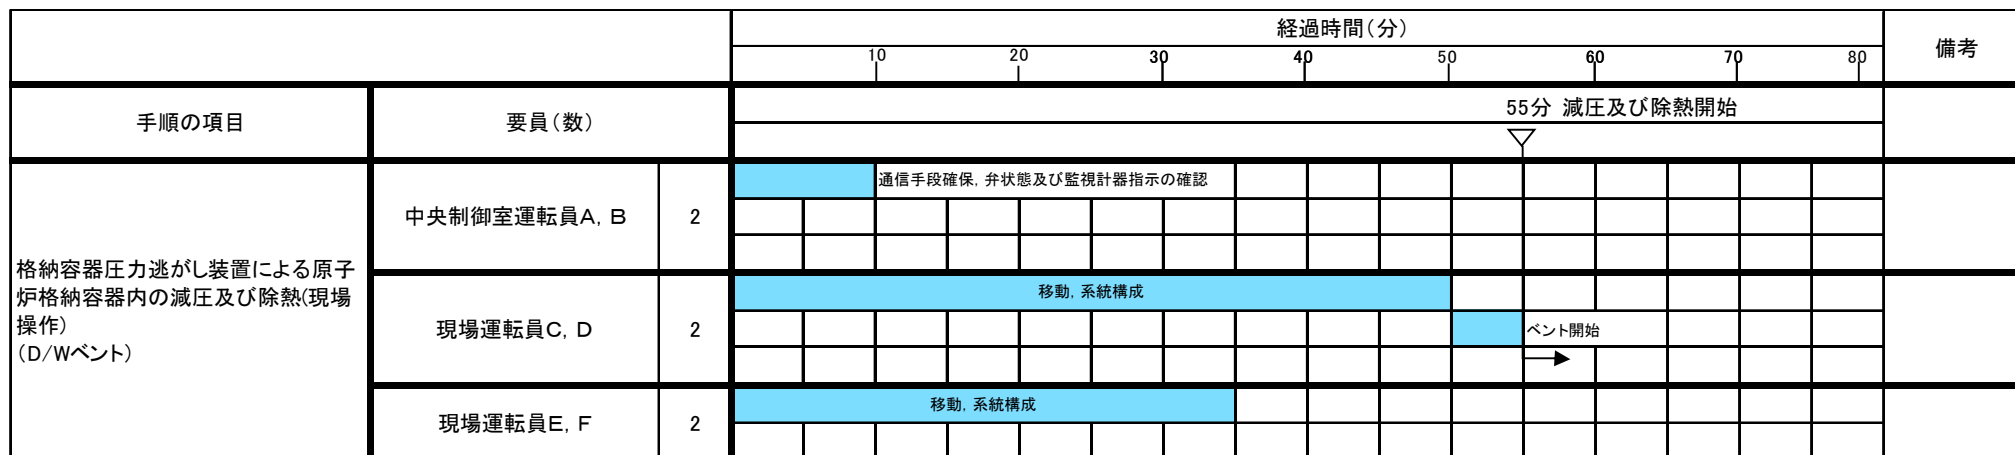 経過時間(分)
備考
10 20 30 40 50 60 70 80
手順の項目
要員(数)
55分 減圧及び除熱開始
格納容器圧力逃がし装置による原子
炉格納容器内の減圧及び除熱(現場
操作)
(D/Wベント)
中央制御室運転員A, B
2
通信手段確保, 弁状態及び監視計器指示の確認
現場運転員C, D
2
移動, 系統構成
ベント開始
現場運転員E, F
2
移動, 系統構成